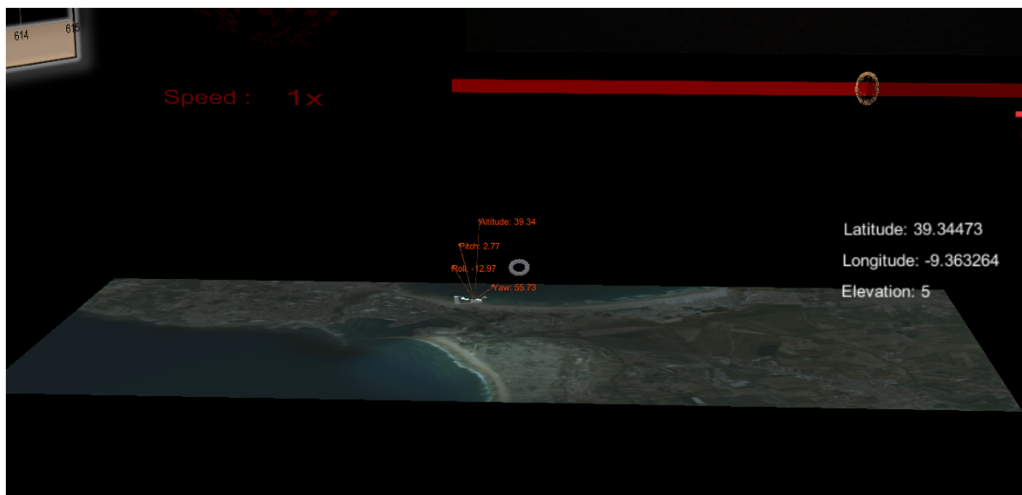 614
615
Speed : 1x
Altitude: 39.34
Pitch: 2.77
Roll: -12.97
Yaw: 55.73
Latitude: 39.34473
Longitude: -9.363264
Elevation: 5